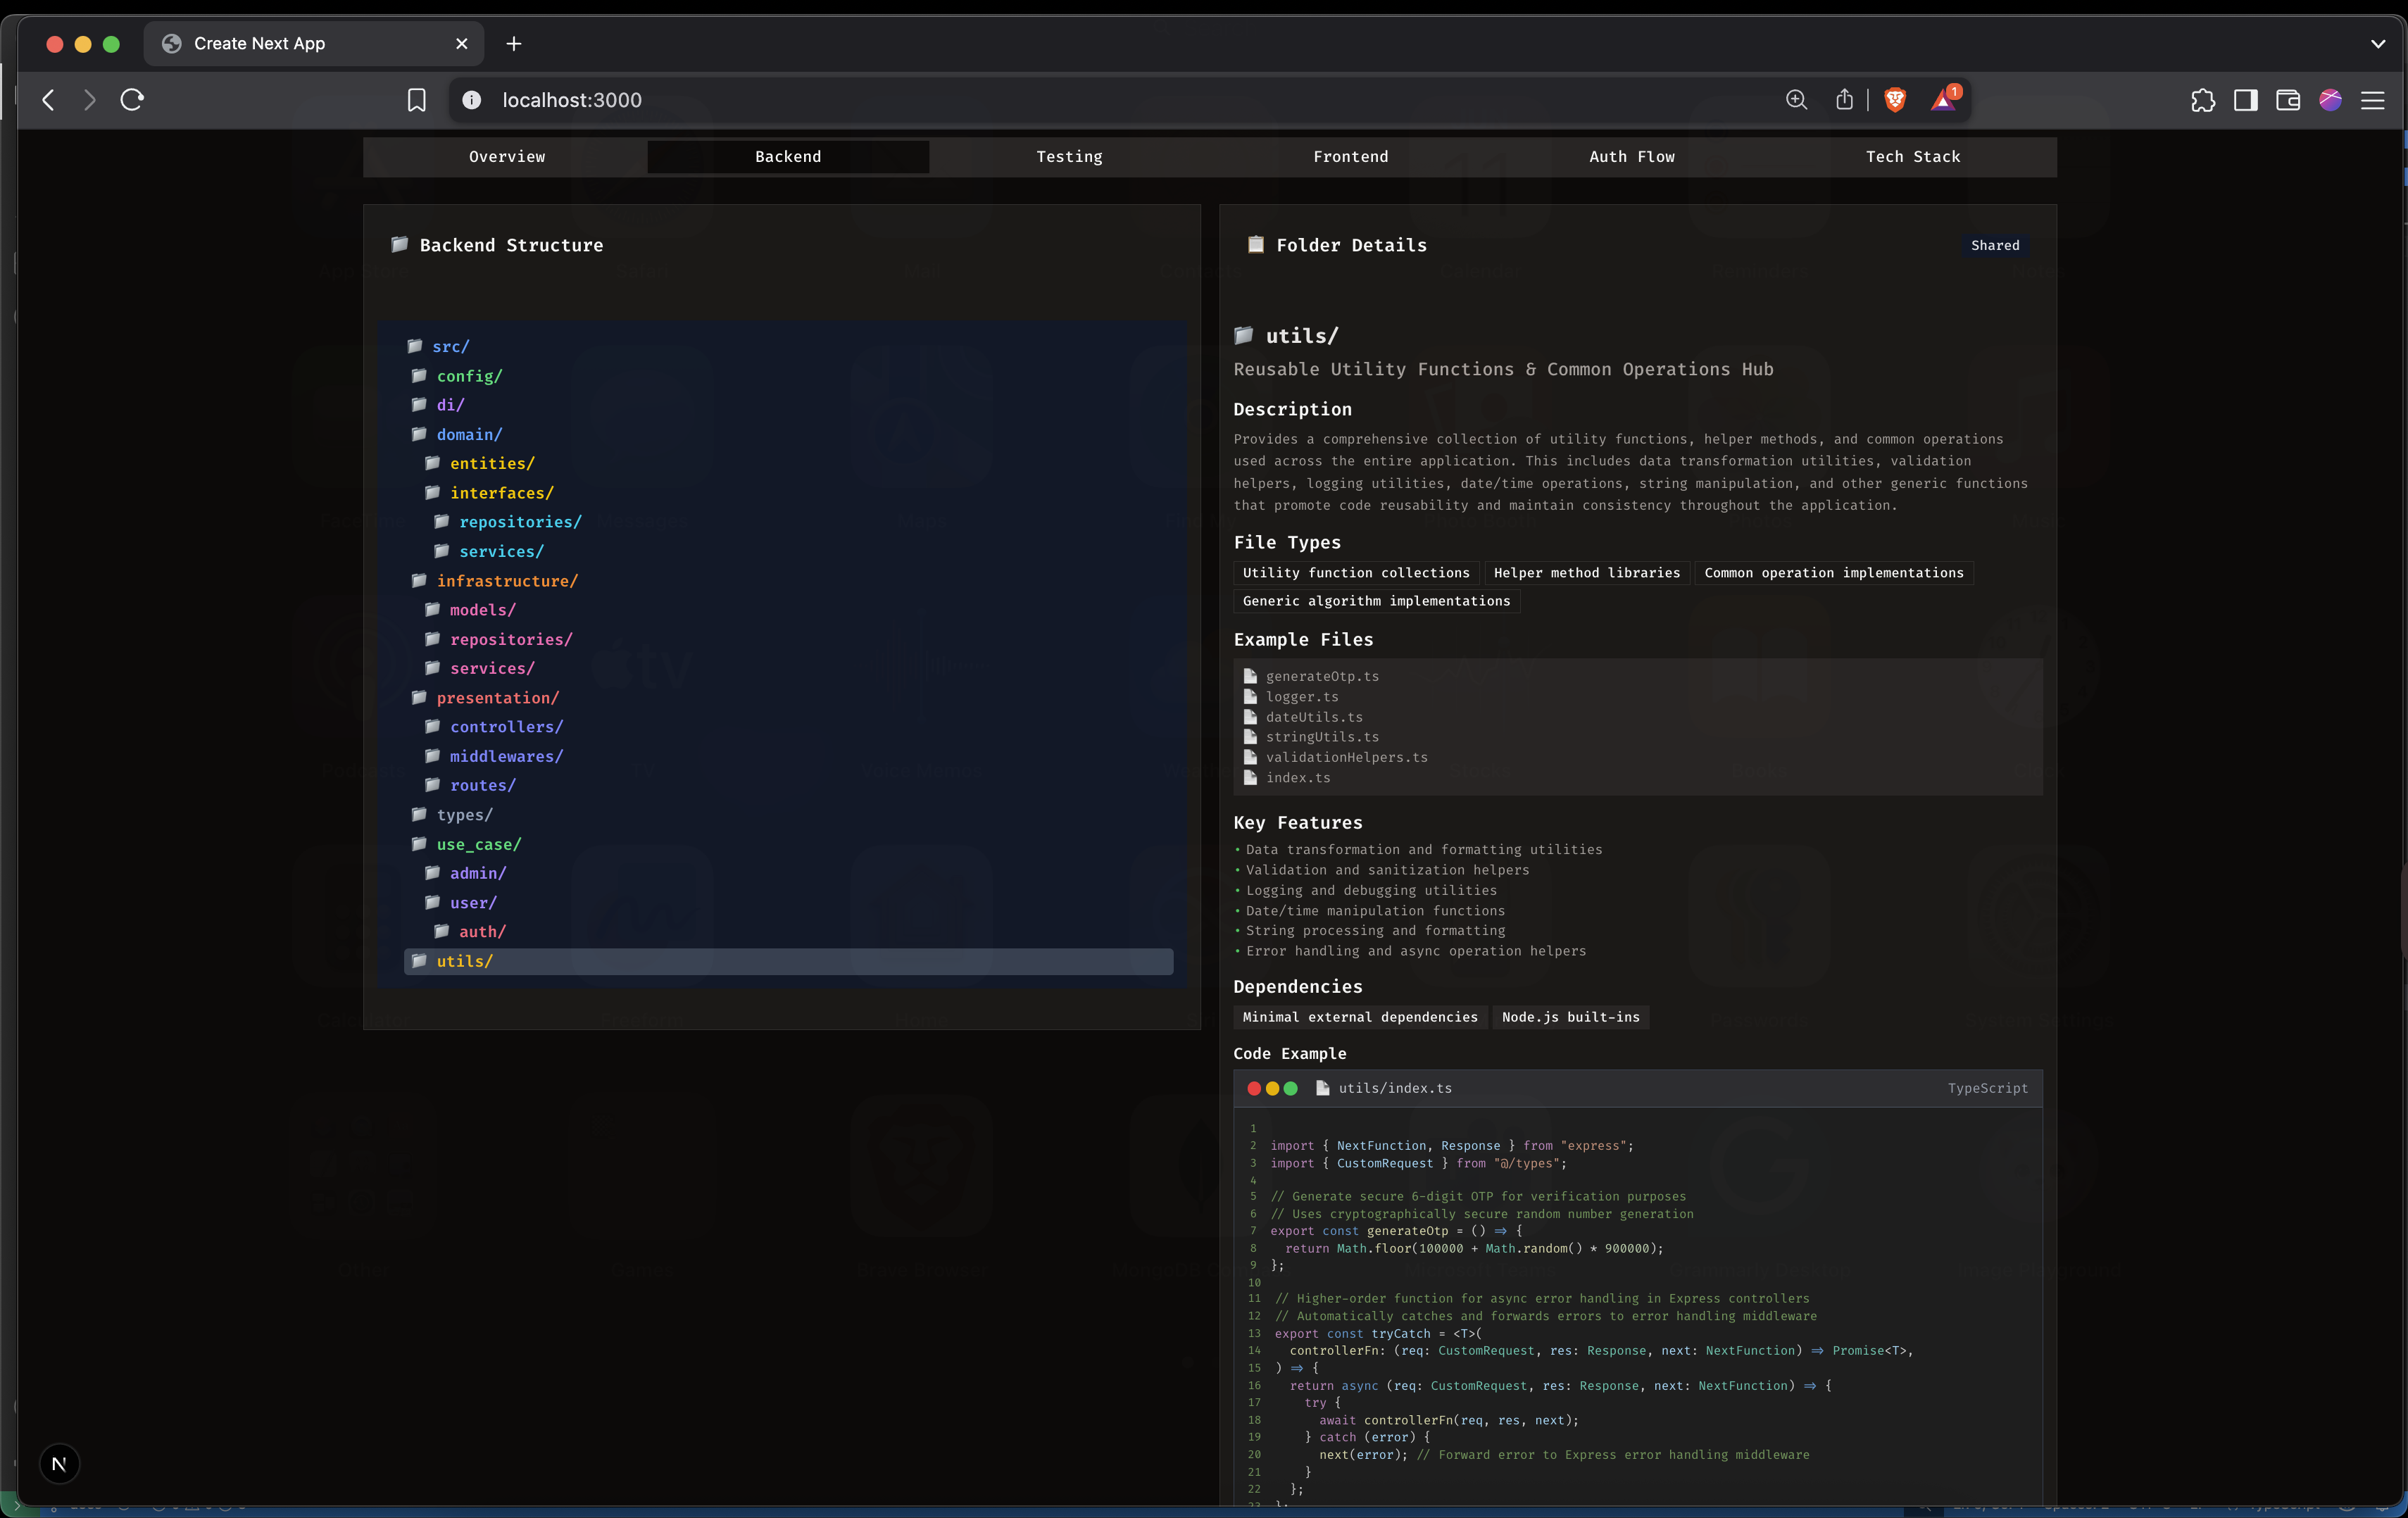 Create Next App
localhost:3000
1
Overview
Backend
Testing
Frontend
Auth Flow
Tech Stack
Backend Structure
src/
config/
di/
domain/
entities/
interfaces/
repositories/
services/
infrastructure/
models/
repositories/
services/
presentation/
controllers/
middlewares/
routes/
types/
use_case/
admin/
user/
auth/
utils/
Folder Details
Shared
utils/
Reusable Utility Functions & Common Operations Hub
Description
Provides a comprehensive collection of utility functions, helper methods, and common operations
used across the entire application. This includes data transformation utilities, validation
helpers, logging utilities, date/time operations, string manipulation, and other generic functions
that promote code reusability and maintain consistency throughout the application.
File Types
Utility function collections
Helper method libraries
Common operation implementations
Generic algorithm implementations
Example Files
generateOtp.ts
logger.ts
dateUtils.ts
stringUtils.ts
validationHelpers.ts
index.ts
Key Features
• Data transformation and formatting utilities
• Validation and sanitization helpers
• Logging and debugging utilities
• Date/time manipulation functions
• String processing and formatting
• Error handling and async operation helpers
Dependencies
Minimal external dependencies
Node.js built-ins
Code Example
utils/index.ts
TypeScript
1
2 import { NextFunction, Response } from "express";
3 import { CustomRequest } from "@/types";
4
5 // Generate secure 6-digit OTP for verification purposes
6 // Uses cryptographically secure random number generation
7 export const generateOtp = () => {
8 return Math.floor(100000 + Math.random() * 900000);
9 };
10
11 // Higher-order function for async error handling in Express controllers
12 // Automatically catches and forwards errors to error handling middleware
13 export const tryCatch = <T>(
14 controllerFn: (req: CustomRequest, res: Response, next: NextFunction) => Promise<T>,
15 ) => {
16 return async (req: CustomRequest, res: Response, next: NextFunction) => {
17 try {
18 await controllerFn(req, res, next);
19 } catch (error) {
20 next(error); // Forward error to Express error handling middleware
21 }
22 };
N